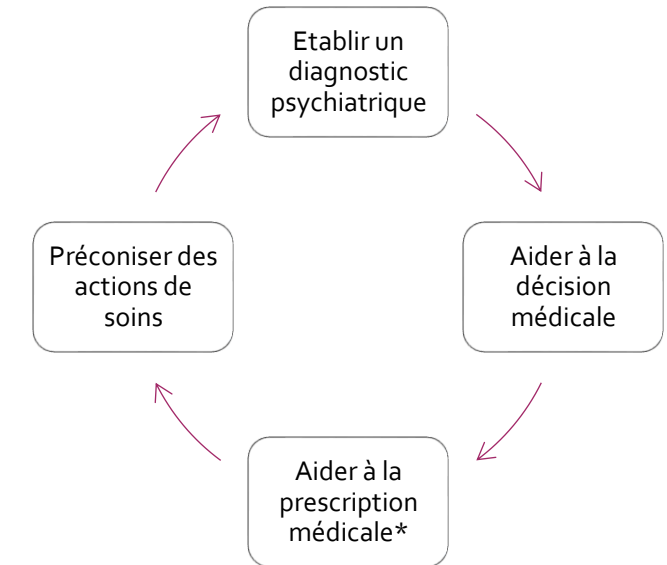 Etablir un
diagnostic
psychiatrique
Aider à la
décision
médicale
Aider à la
prescription
médicale*
Préconiser des
actions de
soins